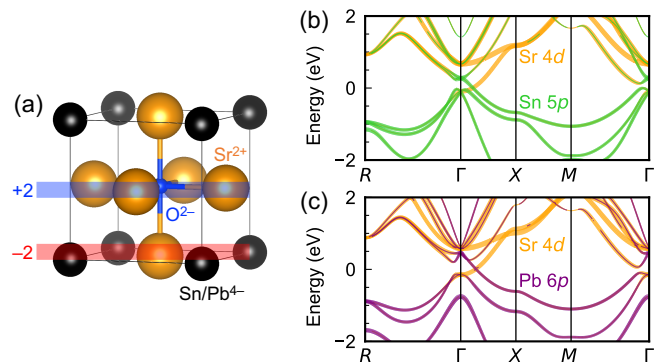 (a)
Sr²⁺
+2
O²⁻
−2
Sn/Pb⁴⁻
(b)
Energy (eV)
2
0
−2
Sr 4d
Sn 5p
R Γ X M Γ
(c)
Energy (eV)
2
0
−2
Sr 4d
Pb 6p
R Γ X M Γ